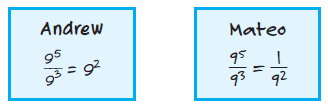 Andrew
9⁵/9³ = 9²
Mateo
9⁵/9³ = 1/9²